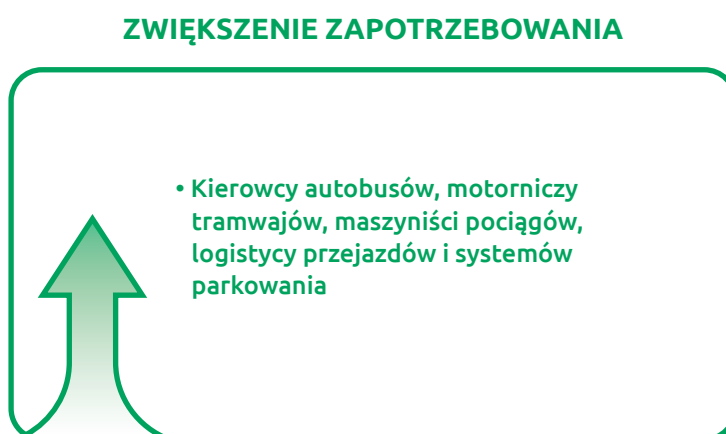 ZWIĘKSZENIE ZAPOTRZEBOWANIA
• Kierowcy autobusów, motorniczy
tramwajów, maszyniści pociągów,
logistycy przejazdów i systemów
parkowania